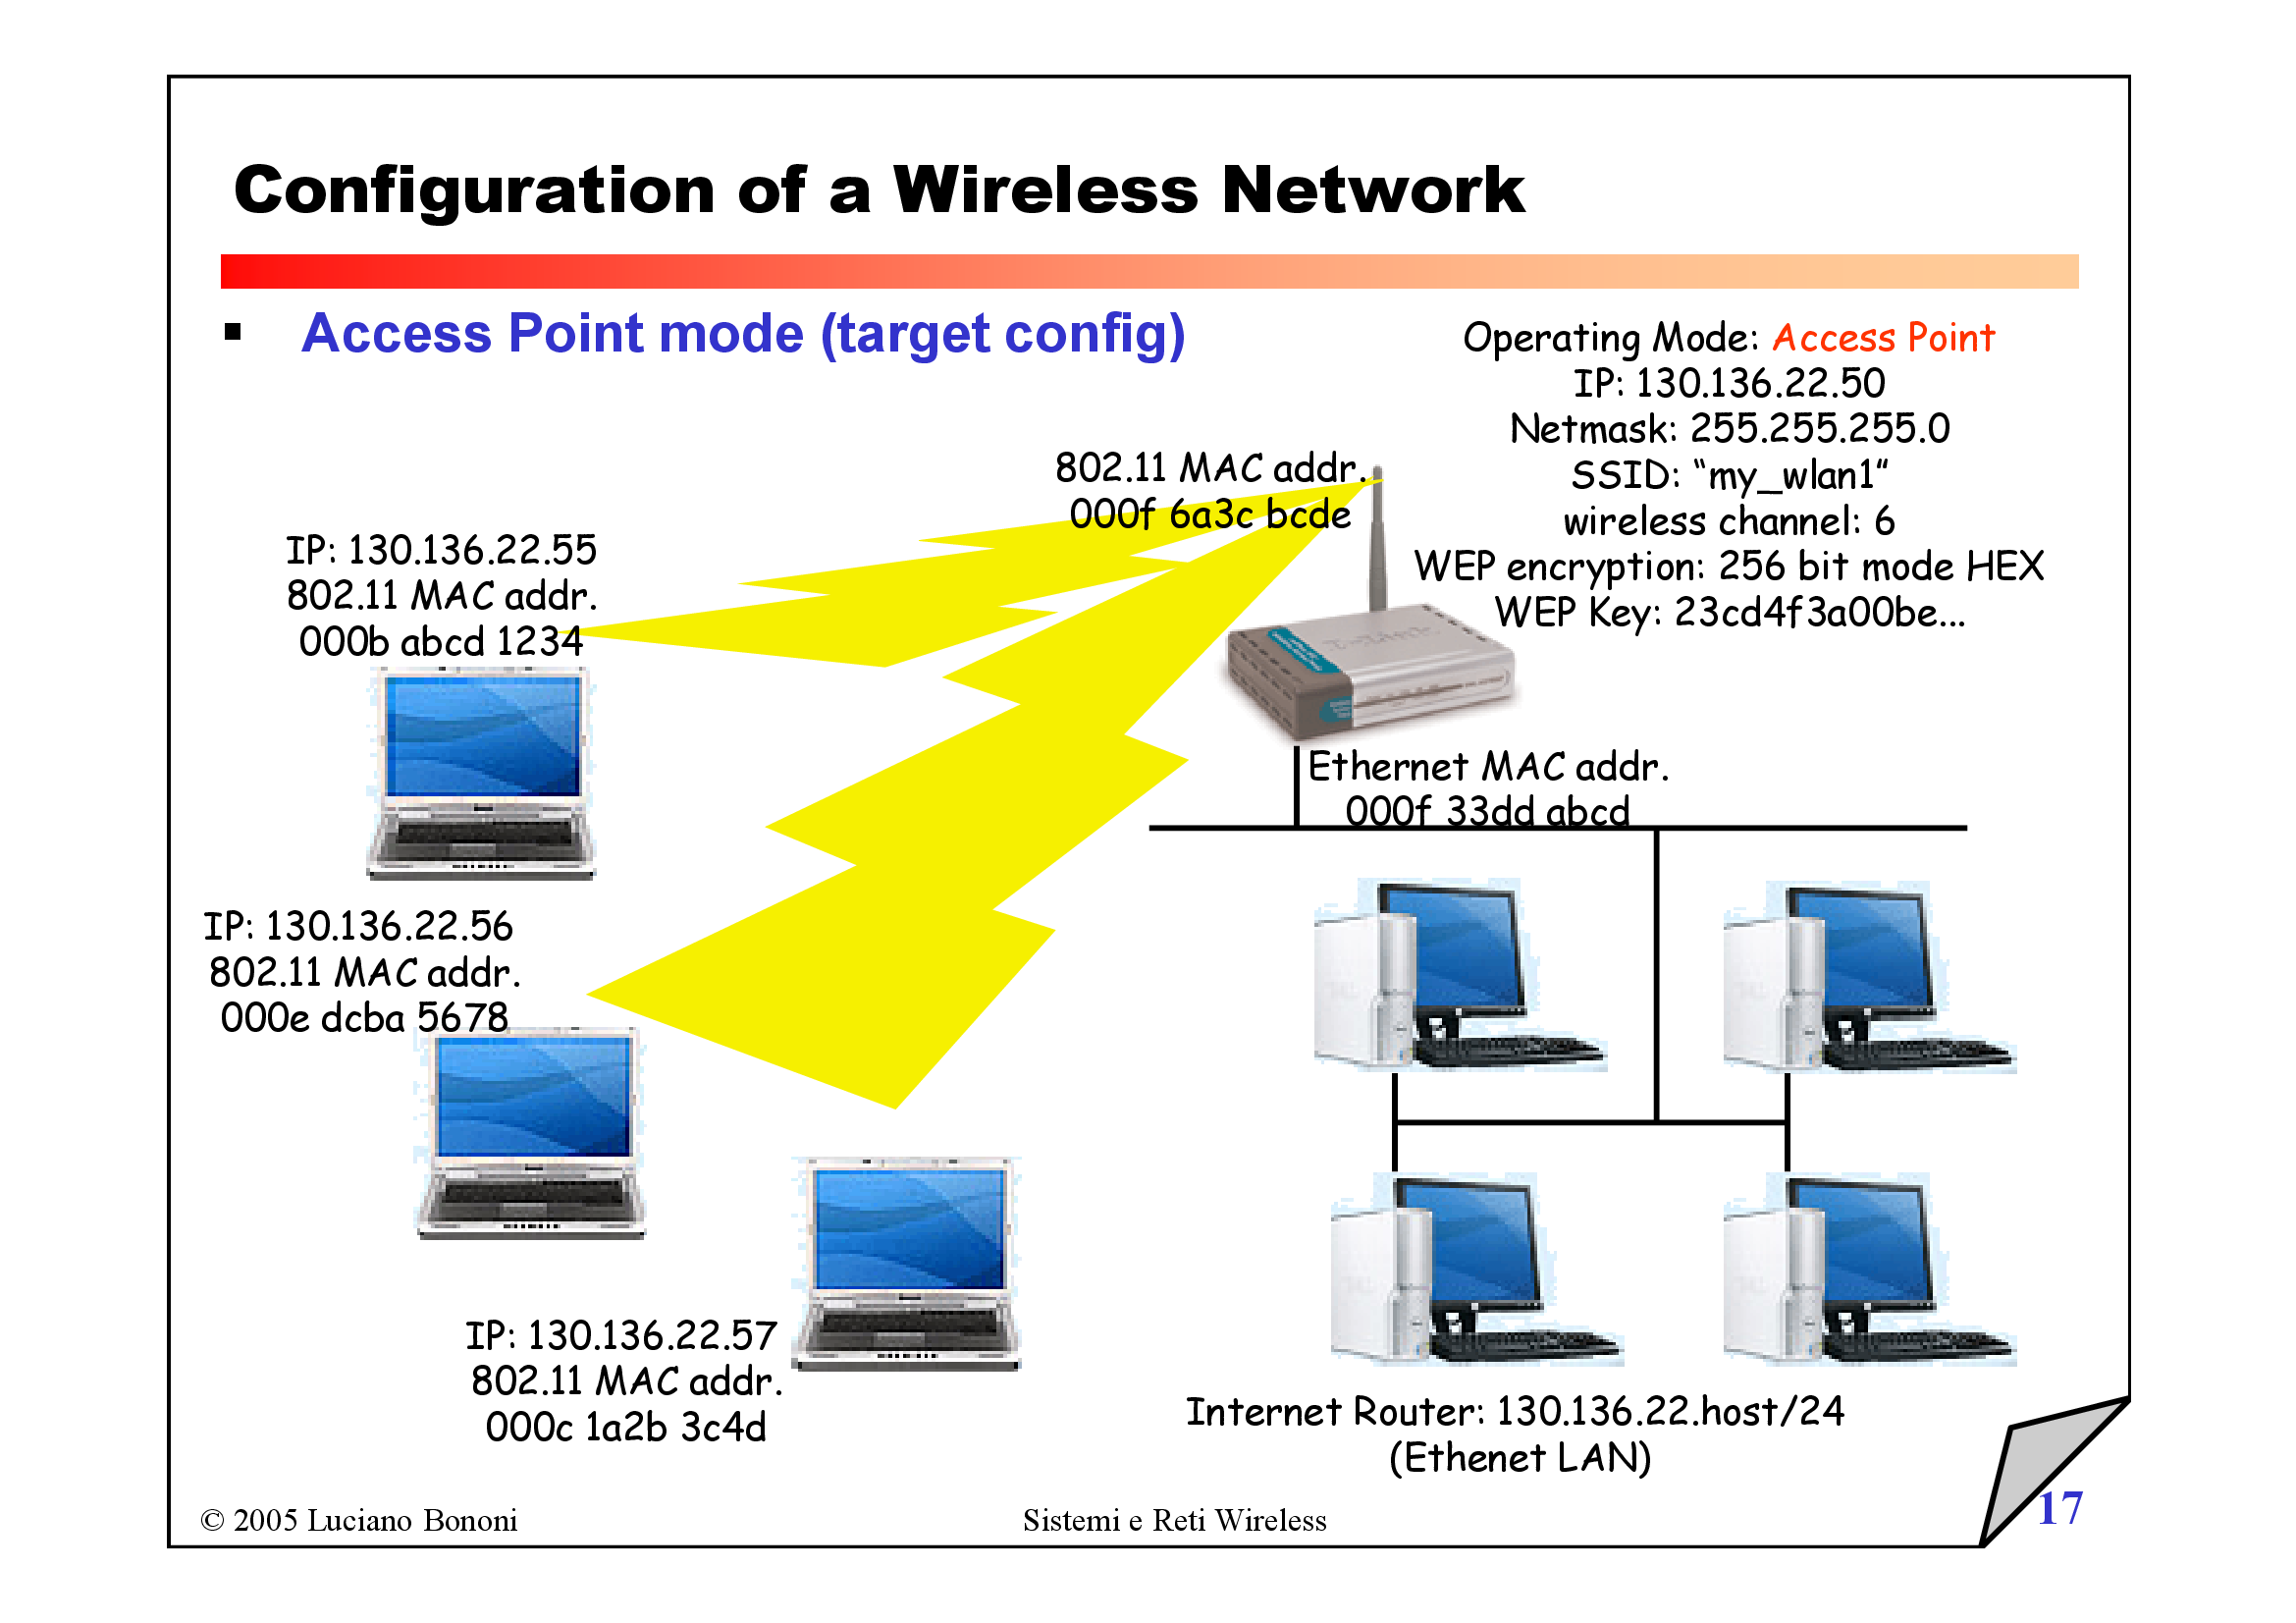 Configuration of a Wireless Network
▪ Access Point mode (target config)
Operating Mode: Access Point
IP: 130.136.22.50
Netmask: 255.255.255.0
SSID: “my_wlan1”
wireless channel: 6
WEP encryption: 256 bit mode HEX
WEP Key: 23cd4f3a00be...
802.11 MAC addr.
000f 6a3c bcde
IP: 130.136.22.55
802.11 MAC addr.
000b abcd 1234
Ethernet MAC addr.
000f 33dd abcd
IP: 130.136.22.56
802.11 MAC addr.
000e dcba 5678
IP: 130.136.22.57
802.11 MAC addr.
000c 1a2b 3c4d
Internet Router: 130.136.22.host/24
(Ethenet LAN)
© 2005 Luciano Bononi
Sistemi e Reti Wireless
17